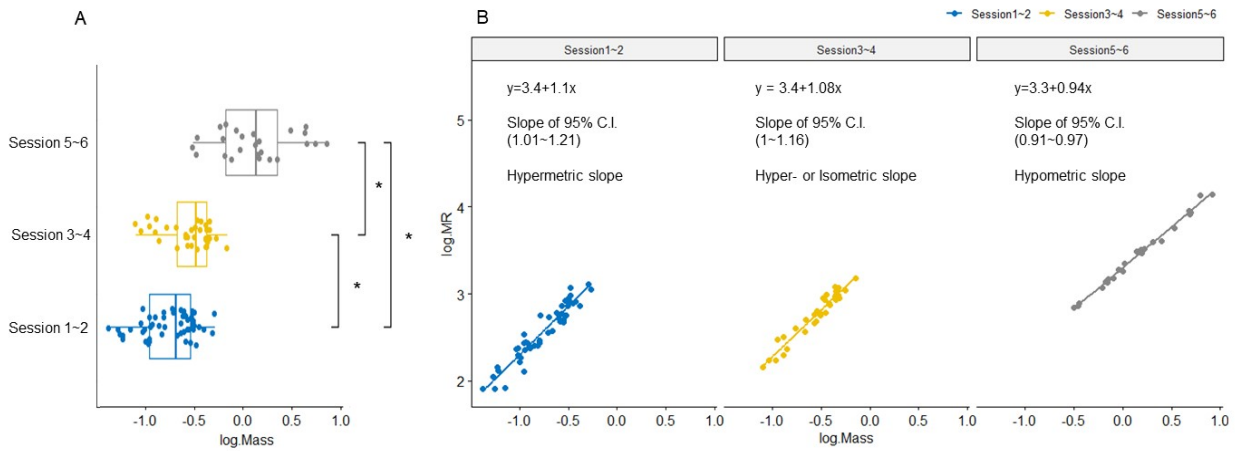 A
B
Session1~2 Session3~4 Session5~6
Session 5~6
Session 3~4
Session 1~2
*
*
*
-1.0 -0.5 0.0 0.5 1.0
log.Mass
Session1~2
Session3~4
Session5~6
y=3.4+1.1x
Slope of 95% C.I.
(1.01~1.21)
Hypermetric slope
y = 3.4+1.08x
Slope of 95% C.I.
(1~1.16)
Hyper- or Isometric slope
y=3.3+0.94x
Slope of 95% C.I.
(0.91~0.97)
Hypometric slope
5
4
3
2
log.MR
-1.0 -0.5 0.0 0.5 1.0
-1.0 -0.5 0.0 0.5 1.0
-1.0 -0.5 0.0 0.5 1.0
log.Mass